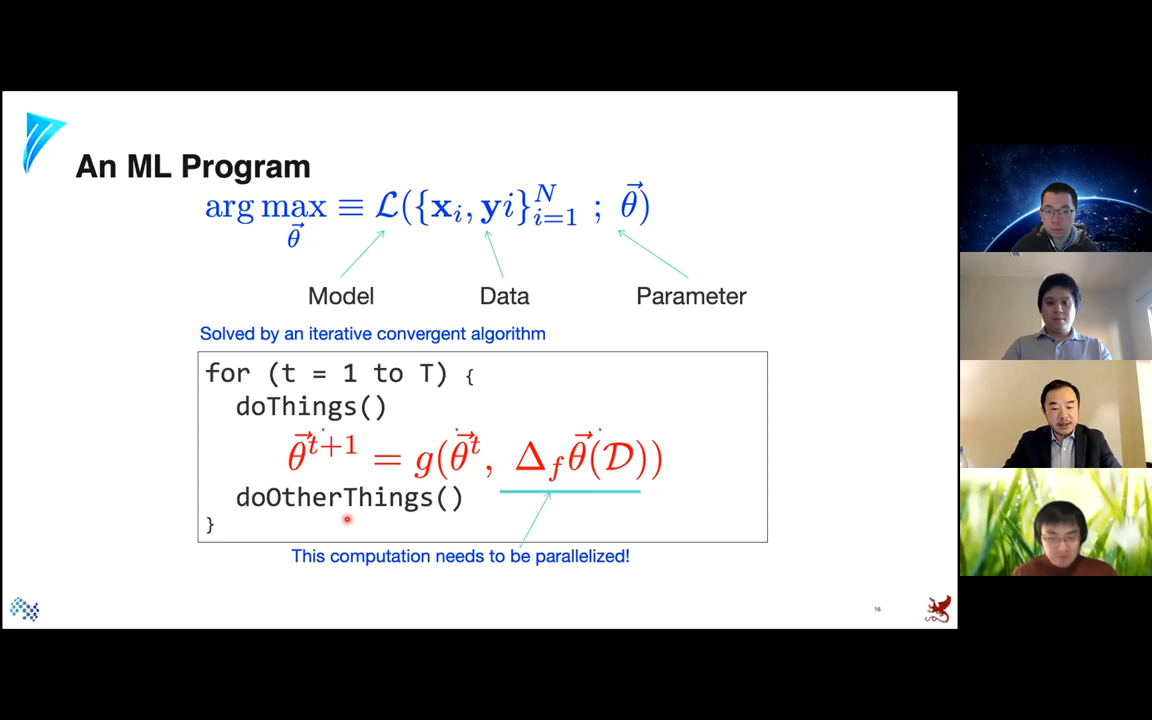 An ML Program
arg max θ⃗ ≡ ℒ({𝐱ᵢ, 𝐲i}ᵢ₌₁ᴺ ; θ⃗)
Model Data Parameter
Solved by an iterative convergent algorithm
for (t = 1 to T) {
doThings()
θ⃗ᵗ⁺¹ = g(θ⃗ᵗ, Δ_f θ⃗(𝒟))
doOtherThings()
}
This computation needs to be parallelized!
16